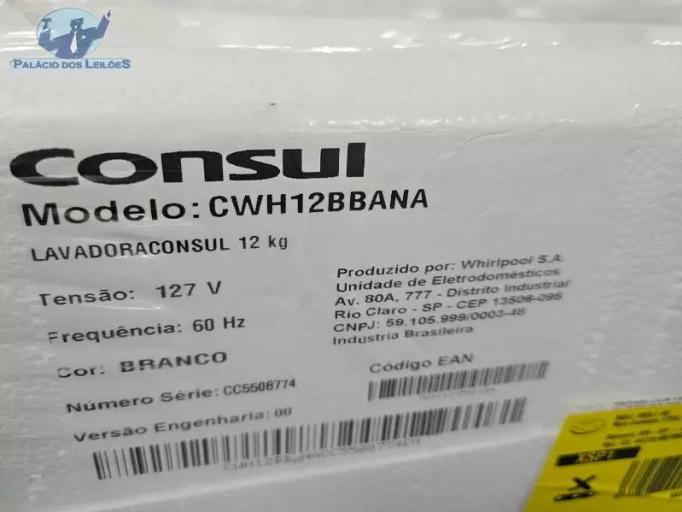 PALÁCIO DOS LEILÕES
consul
Modelo: CWH12BBANA
LAVADORACONSUL 12 kg
Tensão: 127 V
Frequência: 60 Hz
Cor: BRANCO
Número Série: CC5508774
Versão Engenharia: 00
Produzido por: Whirlpool S.A.
Unidade de Eletrodomésticos
Av. 80A, 777 - Distrito Industrial
Rio Claro - SP - CEP 13506-095
CNPJ: 59.105.999/0003-48
Indústria Brasileira
Código EAN
XSPT